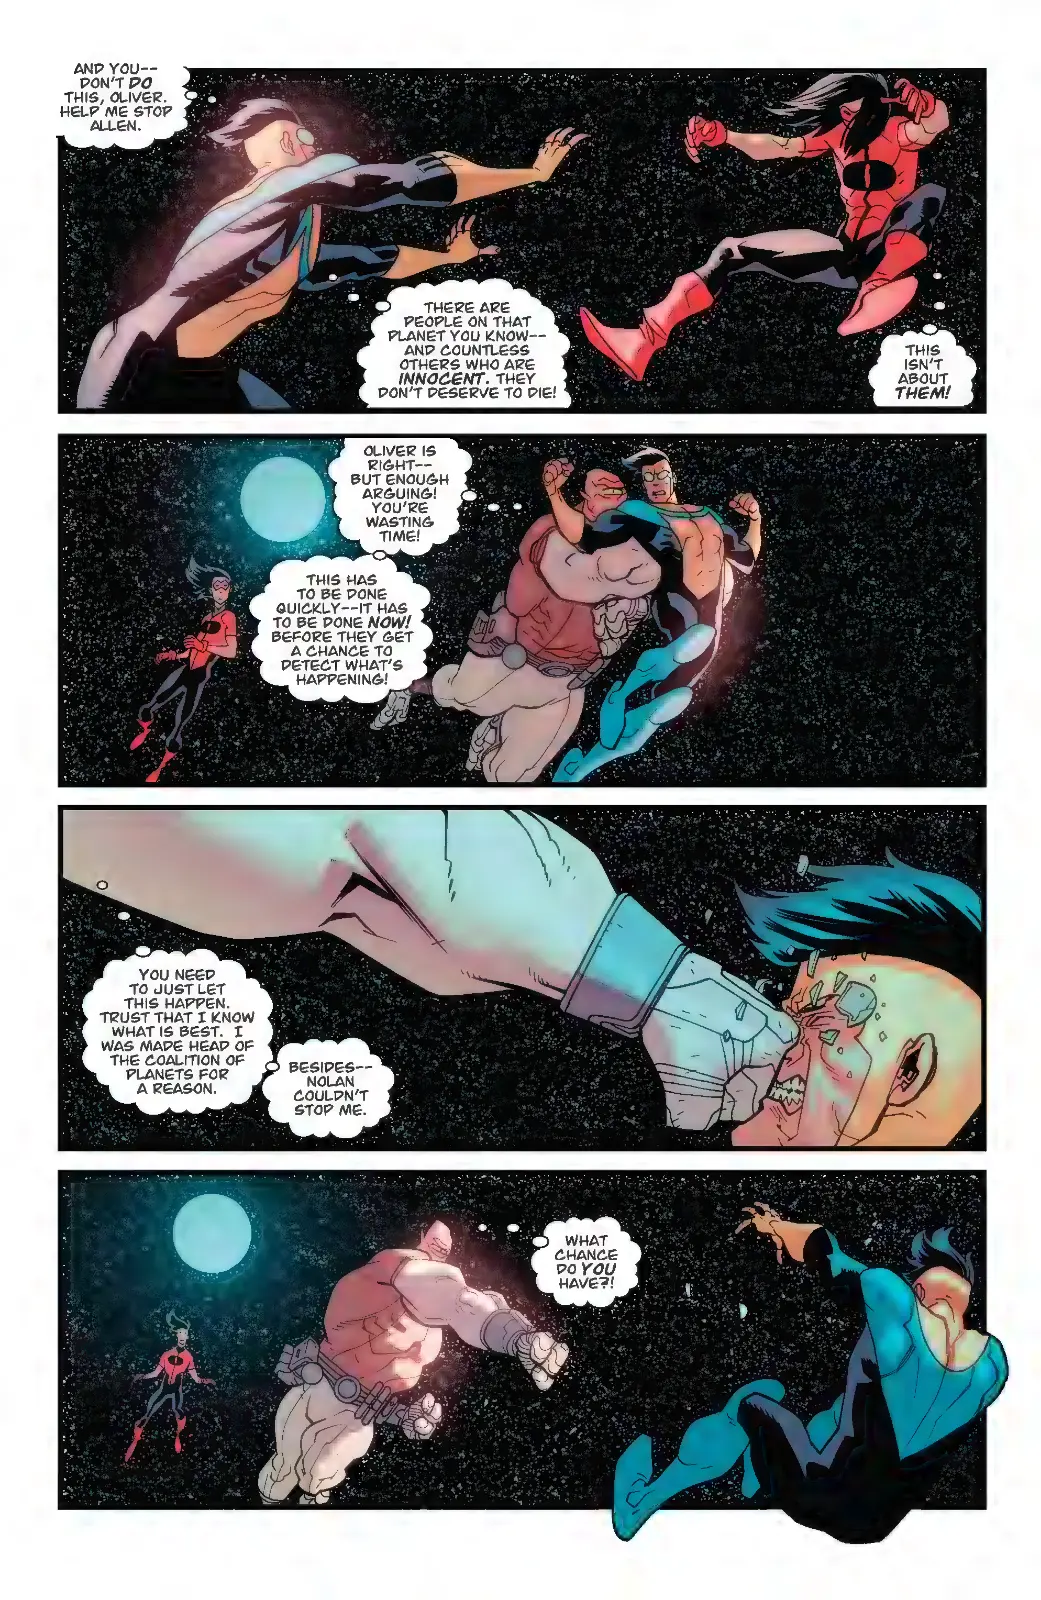 AND YOU--
DON'T DO
THIS, OLIVER.
HELP ME STOP
ALLEN.
THERE ARE
PEOPLE ON THAT
PLANET YOU KNOW--
AND COUNTLESS
OTHERS WHO ARE
INNOCENT. THEY
DON'T DESERVE TO DIE!
THIS
ISN'T
ABOUT
THEM!
OLIVER IS
RIGHT--
BUT ENOUGH
ARGUING!
YOU'RE
WASTING
TIME!
THIS HAS
TO BE DONE
QUICKLY--IT HAS
TO BE DONE NOW!
BEFORE THEY GET
A CHANCE TO
DETECT WHAT'S
HAPPENING!
YOU NEED
TO JUST LET
THIS HAPPEN.
TRUST THAT I KNOW
WHAT IS BEST. I
WAS MADE HEAD OF
THE COALITION OF
PLANETS FOR
A REASON.
BESIDES--
NOLAN
COULDN'T
STOP ME.
WHAT
CHANCE
DO YOU
HAVE?!